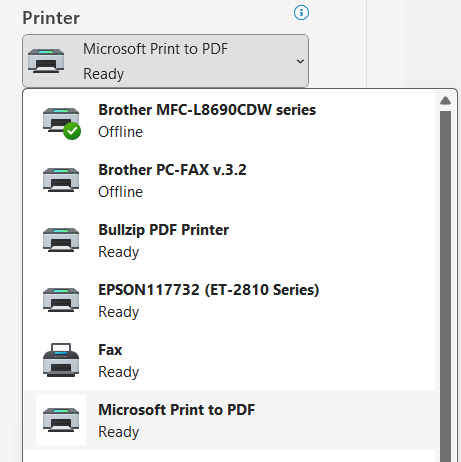 Printer
Microsoft Print to PDF
Ready
Brother MFC-L8690CDW series
Offline
Brother PC-FAX v.3.2
Offline
Bullzip PDF Printer
Ready
EPSON117732 (ET-2810 Series)
Ready
Fax
Ready
Microsoft Print to PDF
Ready